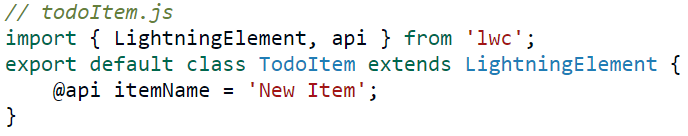 // todoItem.js
import { LightningElement, api } from 'lwc';
export default class TodoItem extends LightningElement {
    @api itemName = 'New Item';
}